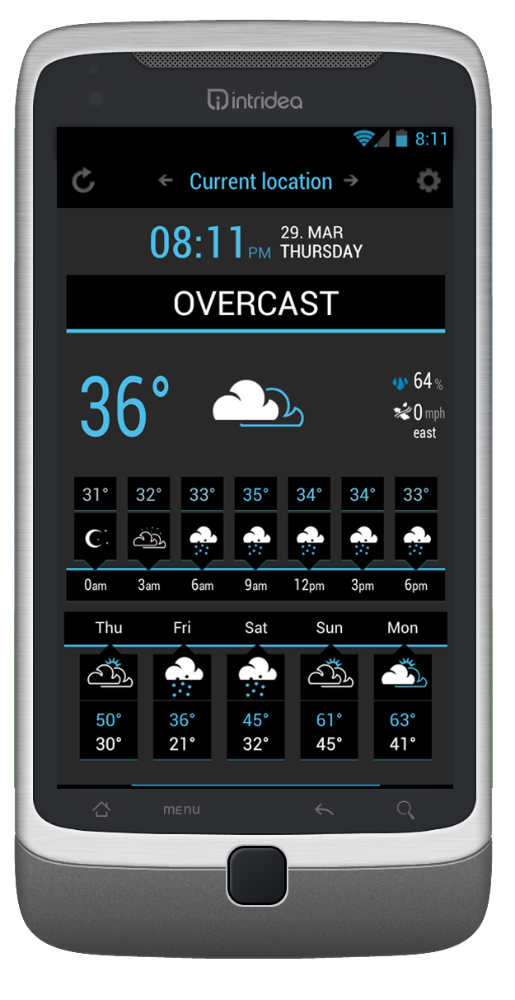 intridea
8:11
Current location
08:11 PM
29. MAR
THURSDAY
OVERCAST
36°
64 %
0 mph
east
31° 32° 33° 35° 34° 34° 33°
0am 3am 6am 9am 12pm 3pm 6pm
Thu Fri Sat Sun Mon
50° 36° 45° 61° 63°
30° 21° 32° 45° 41°
MENU